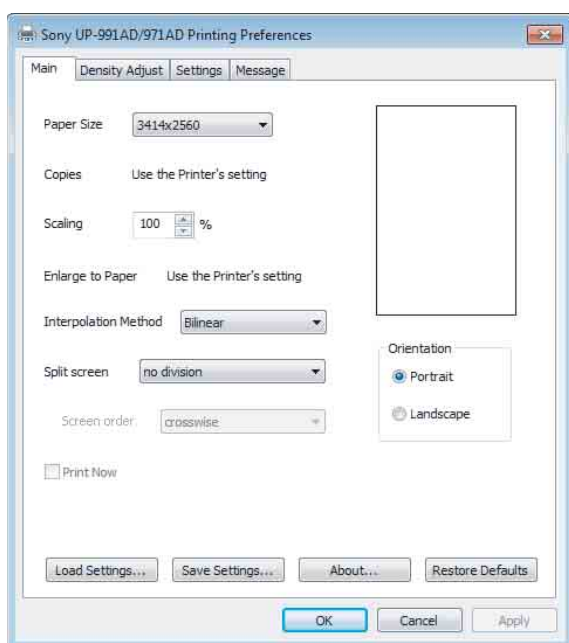 Sony UP-991AD/971AD Printing Preferences
Main Density Adjust Settings Message
Paper Size 3414x2560
Copies Use the Printer's setting
Scaling 100 %
Enlarge to Paper Use the Printer's setting
Interpolation Method Bilinear
Orientation
Split screen no division
Portrait
Screen order: crosswise
Landscape
Print Now
Load Settings... Save Settings... About... Restore Defaults
OK Cancel Apply